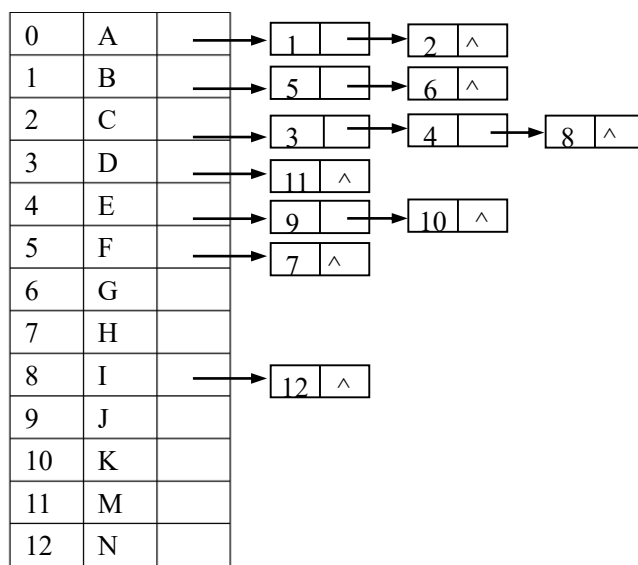 0 A 1 2 ^
1 B 5 6 ^
2 C 3 4 8 ^
3 D 11 ^
4 E 9 10 ^
5 F 7 ^
6 G
7 H
8 I 12 ^
9 J
10 K
11 M
12 N